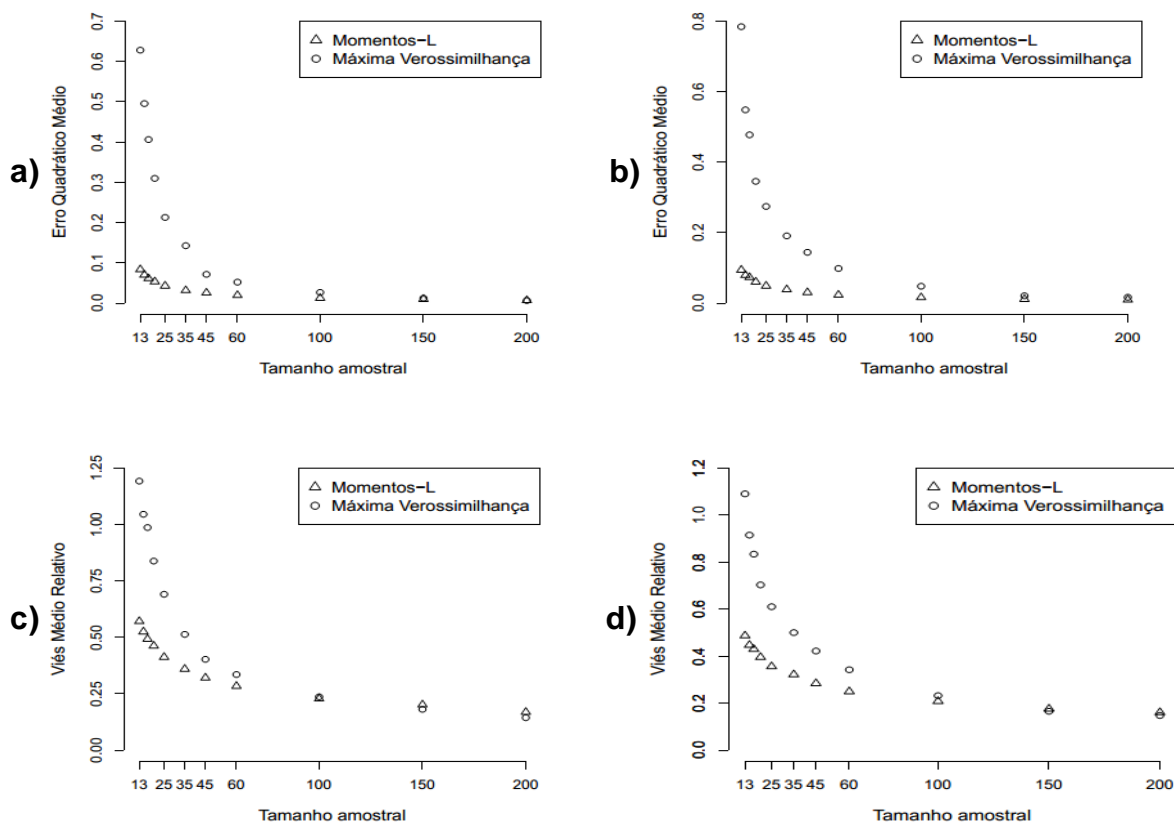 a)
Erro Quadrático Médio
0.0 0.1 0.2 0.3 0.4 0.5 0.6 0.7
Momentos−L
Máxima Verossimilhança
13 25 35 45 60 100 150 200
Tamanho amostral
b)
Erro Quadrático Médio
0.0 0.2 0.4 0.6 0.8
Momentos−L
Máxima Verossimilhança
13 25 35 45 60 100 150 200
Tamanho amostral
c)
Viés Médio Relativo
0.00 0.25 0.50 0.75 1.00 1.25
Momentos−L
Máxima Verossimilhança
13 25 35 45 60 100 150 200
Tamanho amostral
d)
Viés Médio Relativo
0.0 0.2 0.4 0.6 0.8 1.0 1.2
Momentos−L
Máxima Verossimilhança
13 25 35 45 60 100 150 200
Tamanho amostral